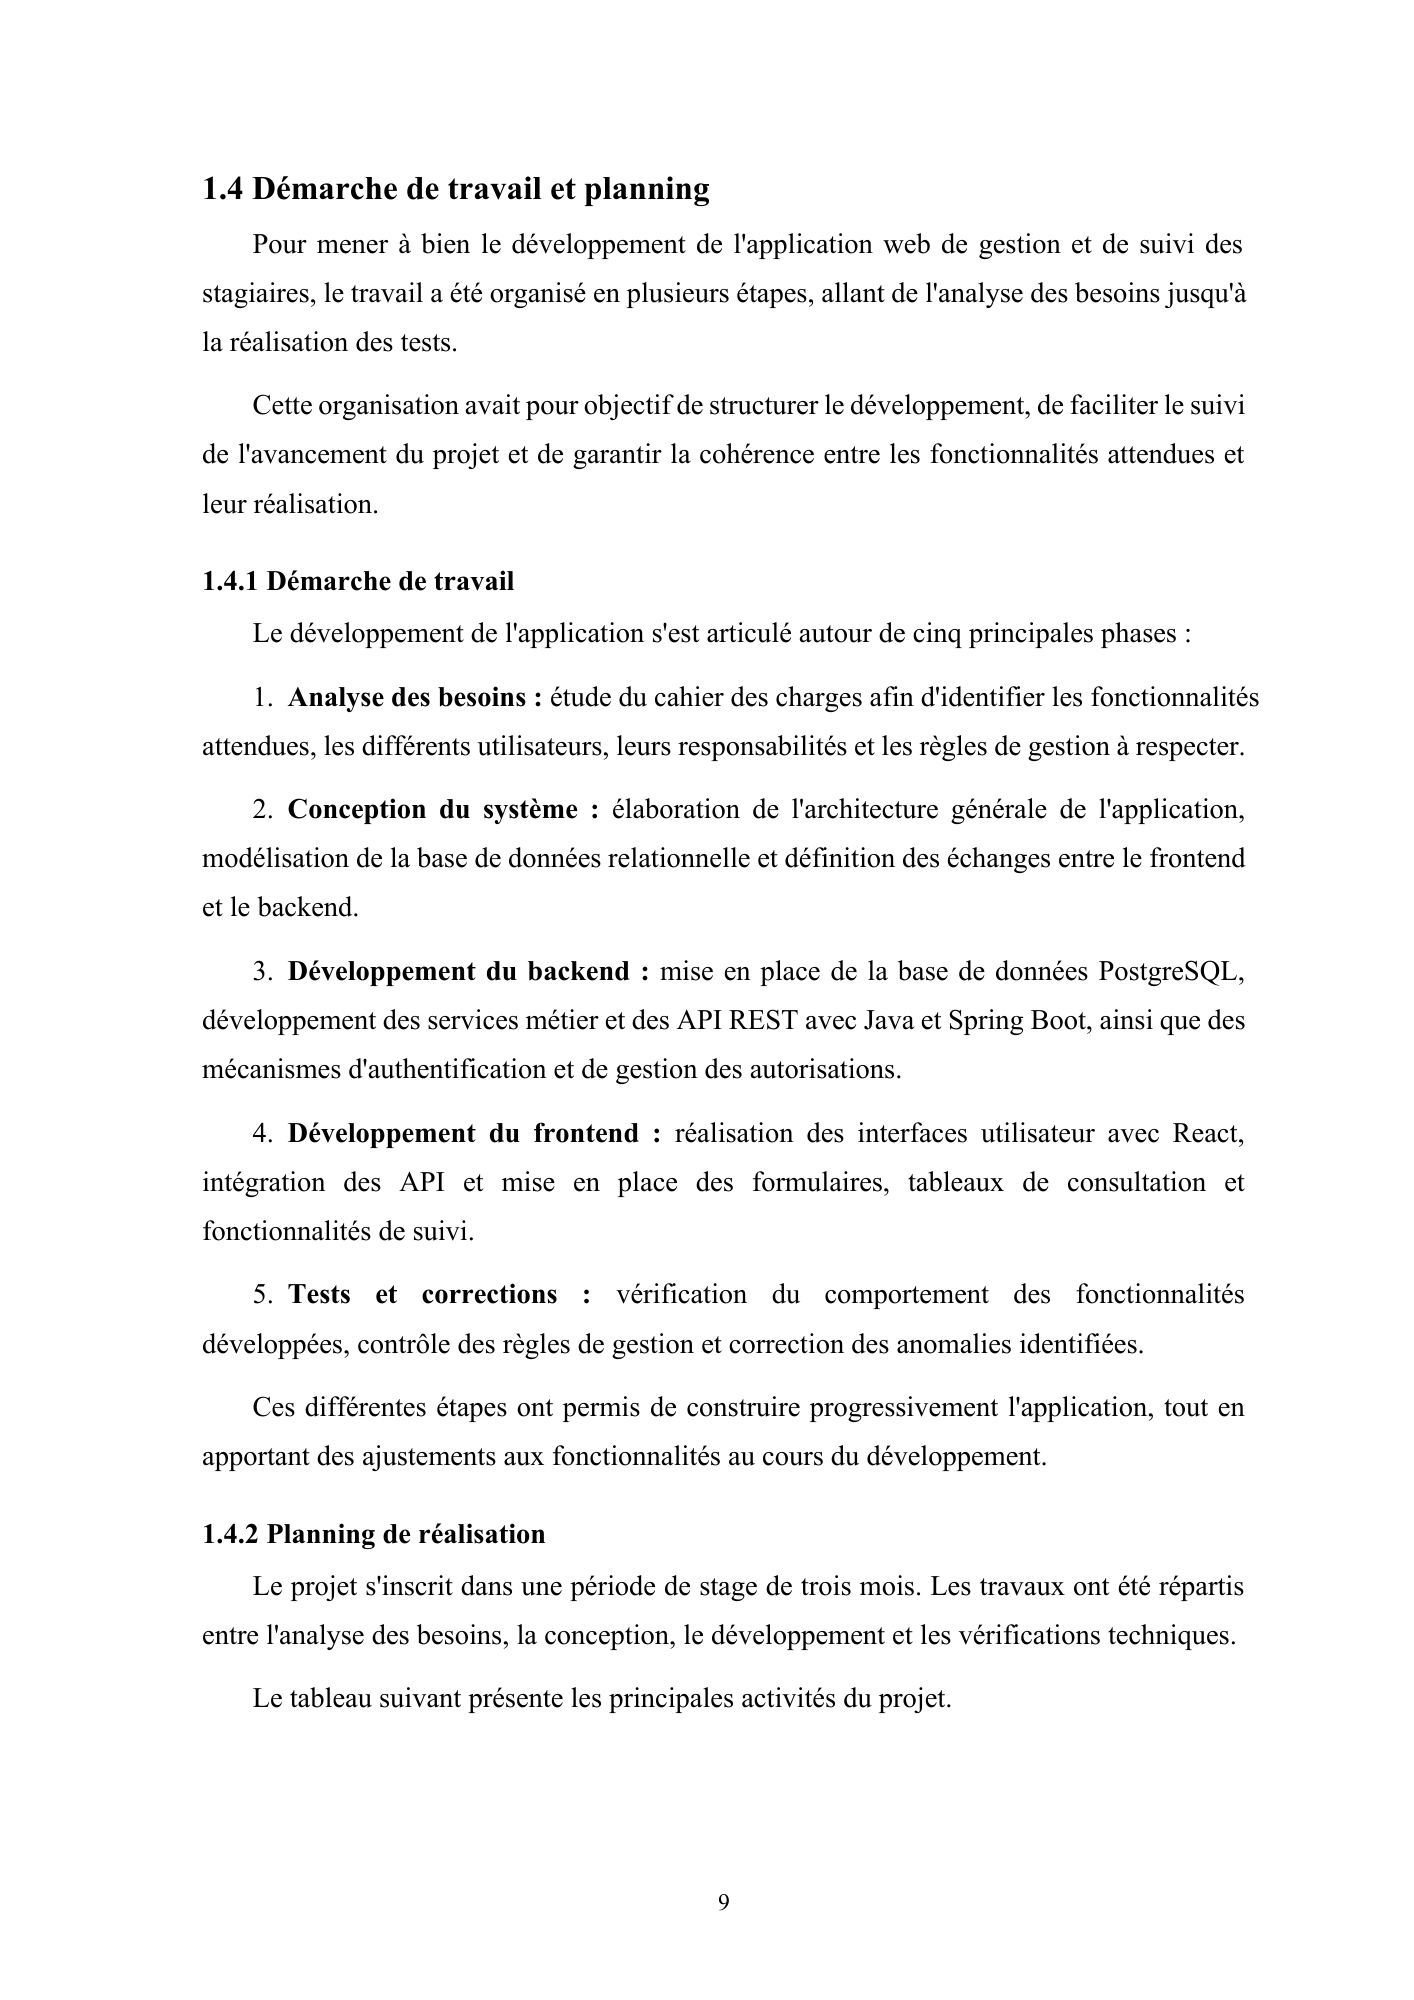 1.4 Démarche de travail et planning
Pour mener à bien le développement de l'application web de gestion et de suivi des
stagiaires, le travail a été organisé en plusieurs étapes, allant de l'analyse des besoins jusqu'à
la réalisation des tests.
Cette organisation avait pour objectif de structurer le développement, de faciliter le suivi
de l'avancement du projet et de garantir la cohérence entre les fonctionnalités attendues et
leur réalisation.
1.4.1 Démarche de travail
Le développement de l'application s'est articulé autour de cinq principales phases :
1. Analyse des besoins : étude du cahier des charges afin d'identifier les fonctionnalités
attendues, les différents utilisateurs, leurs responsabilités et les règles de gestion à respecter.
2. Conception du système : élaboration de l'architecture générale de l'application,
modélisation de la base de données relationnelle et définition des échanges entre le frontend
et le backend.
3. Développement du backend : mise en place de la base de données PostgreSQL,
développement des services métier et des API REST avec Java et Spring Boot, ainsi que des
mécanismes d'authentification et de gestion des autorisations.
4. Développement du frontend : réalisation des interfaces utilisateur avec React,
intégration des API et mise en place des formulaires, tableaux de consultation et
fonctionnalités de suivi.
5. Tests et corrections : vérification du comportement des fonctionnalités
développées, contrôle des règles de gestion et correction des anomalies identifiées.
Ces différentes étapes ont permis de construire progressivement l'application, tout en
apportant des ajustements aux fonctionnalités au cours du développement.
1.4.2 Planning de réalisation
Le projet s'inscrit dans une période de stage de trois mois. Les travaux ont été répartis
entre l'analyse des besoins, la conception, le développement et les vérifications techniques.
Le tableau suivant présente les principales activités du projet.
9